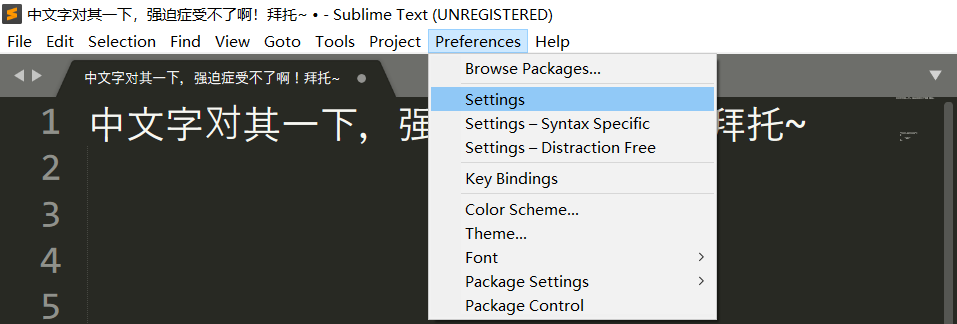 中文字对其一下，强迫症受不了啊！拜托~ • - Sublime Text (UNREGISTERED)
File Edit Selection Find View Goto Tools Project Preferences Help
中文字对其一下，强迫症受不了啊！拜托~
Browse Packages...
Settings
Settings – Syntax Specific
Settings – Distraction Free
Key Bindings
Color Scheme...
Theme...
Font
Package Settings
Package Control
1 中文字对其一下，强 拜托~
2
3
4
5